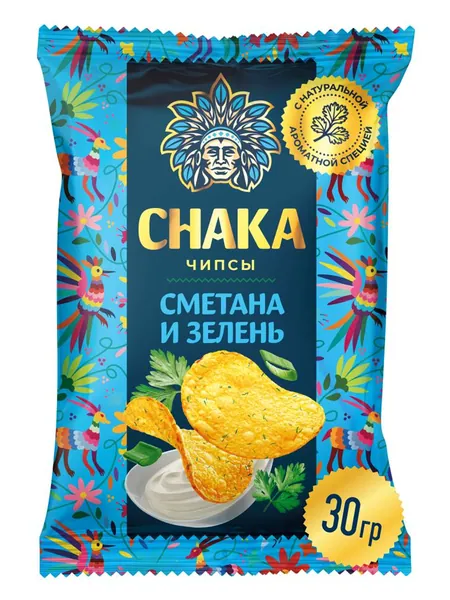 С НАТУРАЛЬНОЙ
АРОМАТНОЙ СПЕЦИЕЙ
CHAKA
ЧИПСЫ
СМЕТАНА
И ЗЕЛЕНЬ
30гр